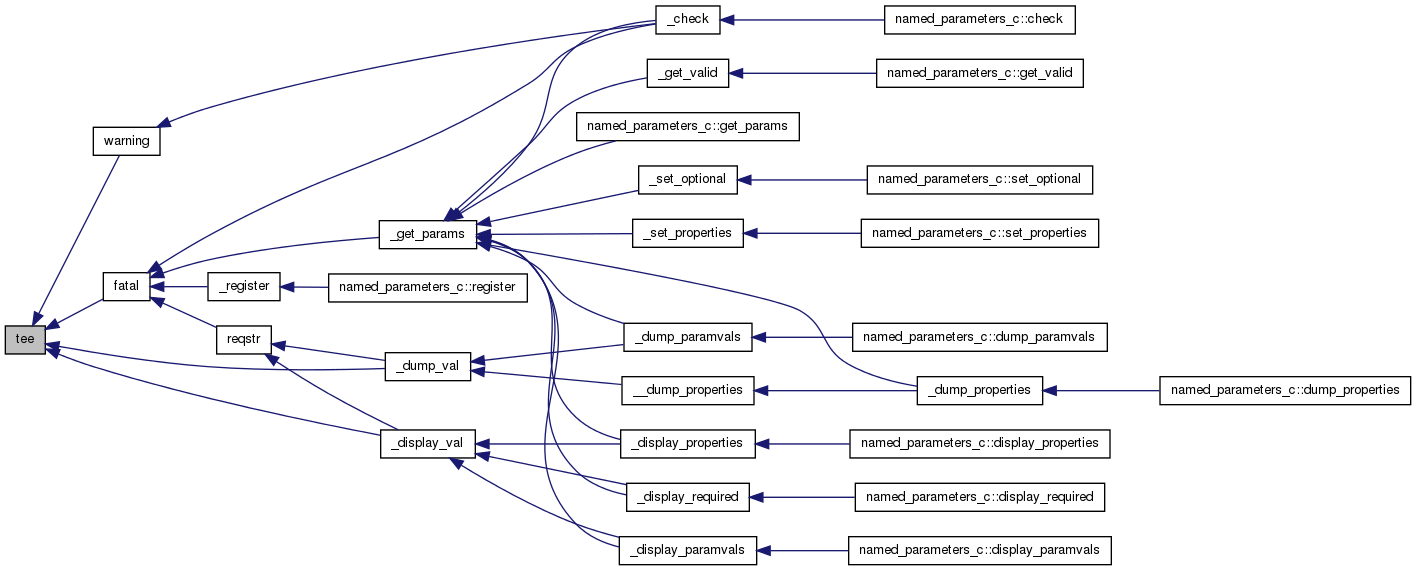 _check
named_parameters_c::check
_get_valid
named_parameters_c::get_valid
named_parameters_c::get_params
warning
_set_optional
named_parameters_c::set_optional
_get_params
_set_properties
named_parameters_c::set_properties
fatal
_register
named_parameters_c::register
tee
reqstr
_dump_paramvals
named_parameters_c::dump_paramvals
_dump_val
__dump_properties
_dump_properties
named_parameters_c::dump_properties
_display_val
_display_properties
named_parameters_c::display_properties
_display_required
named_parameters_c::display_required
_display_paramvals
named_parameters_c::display_paramvals